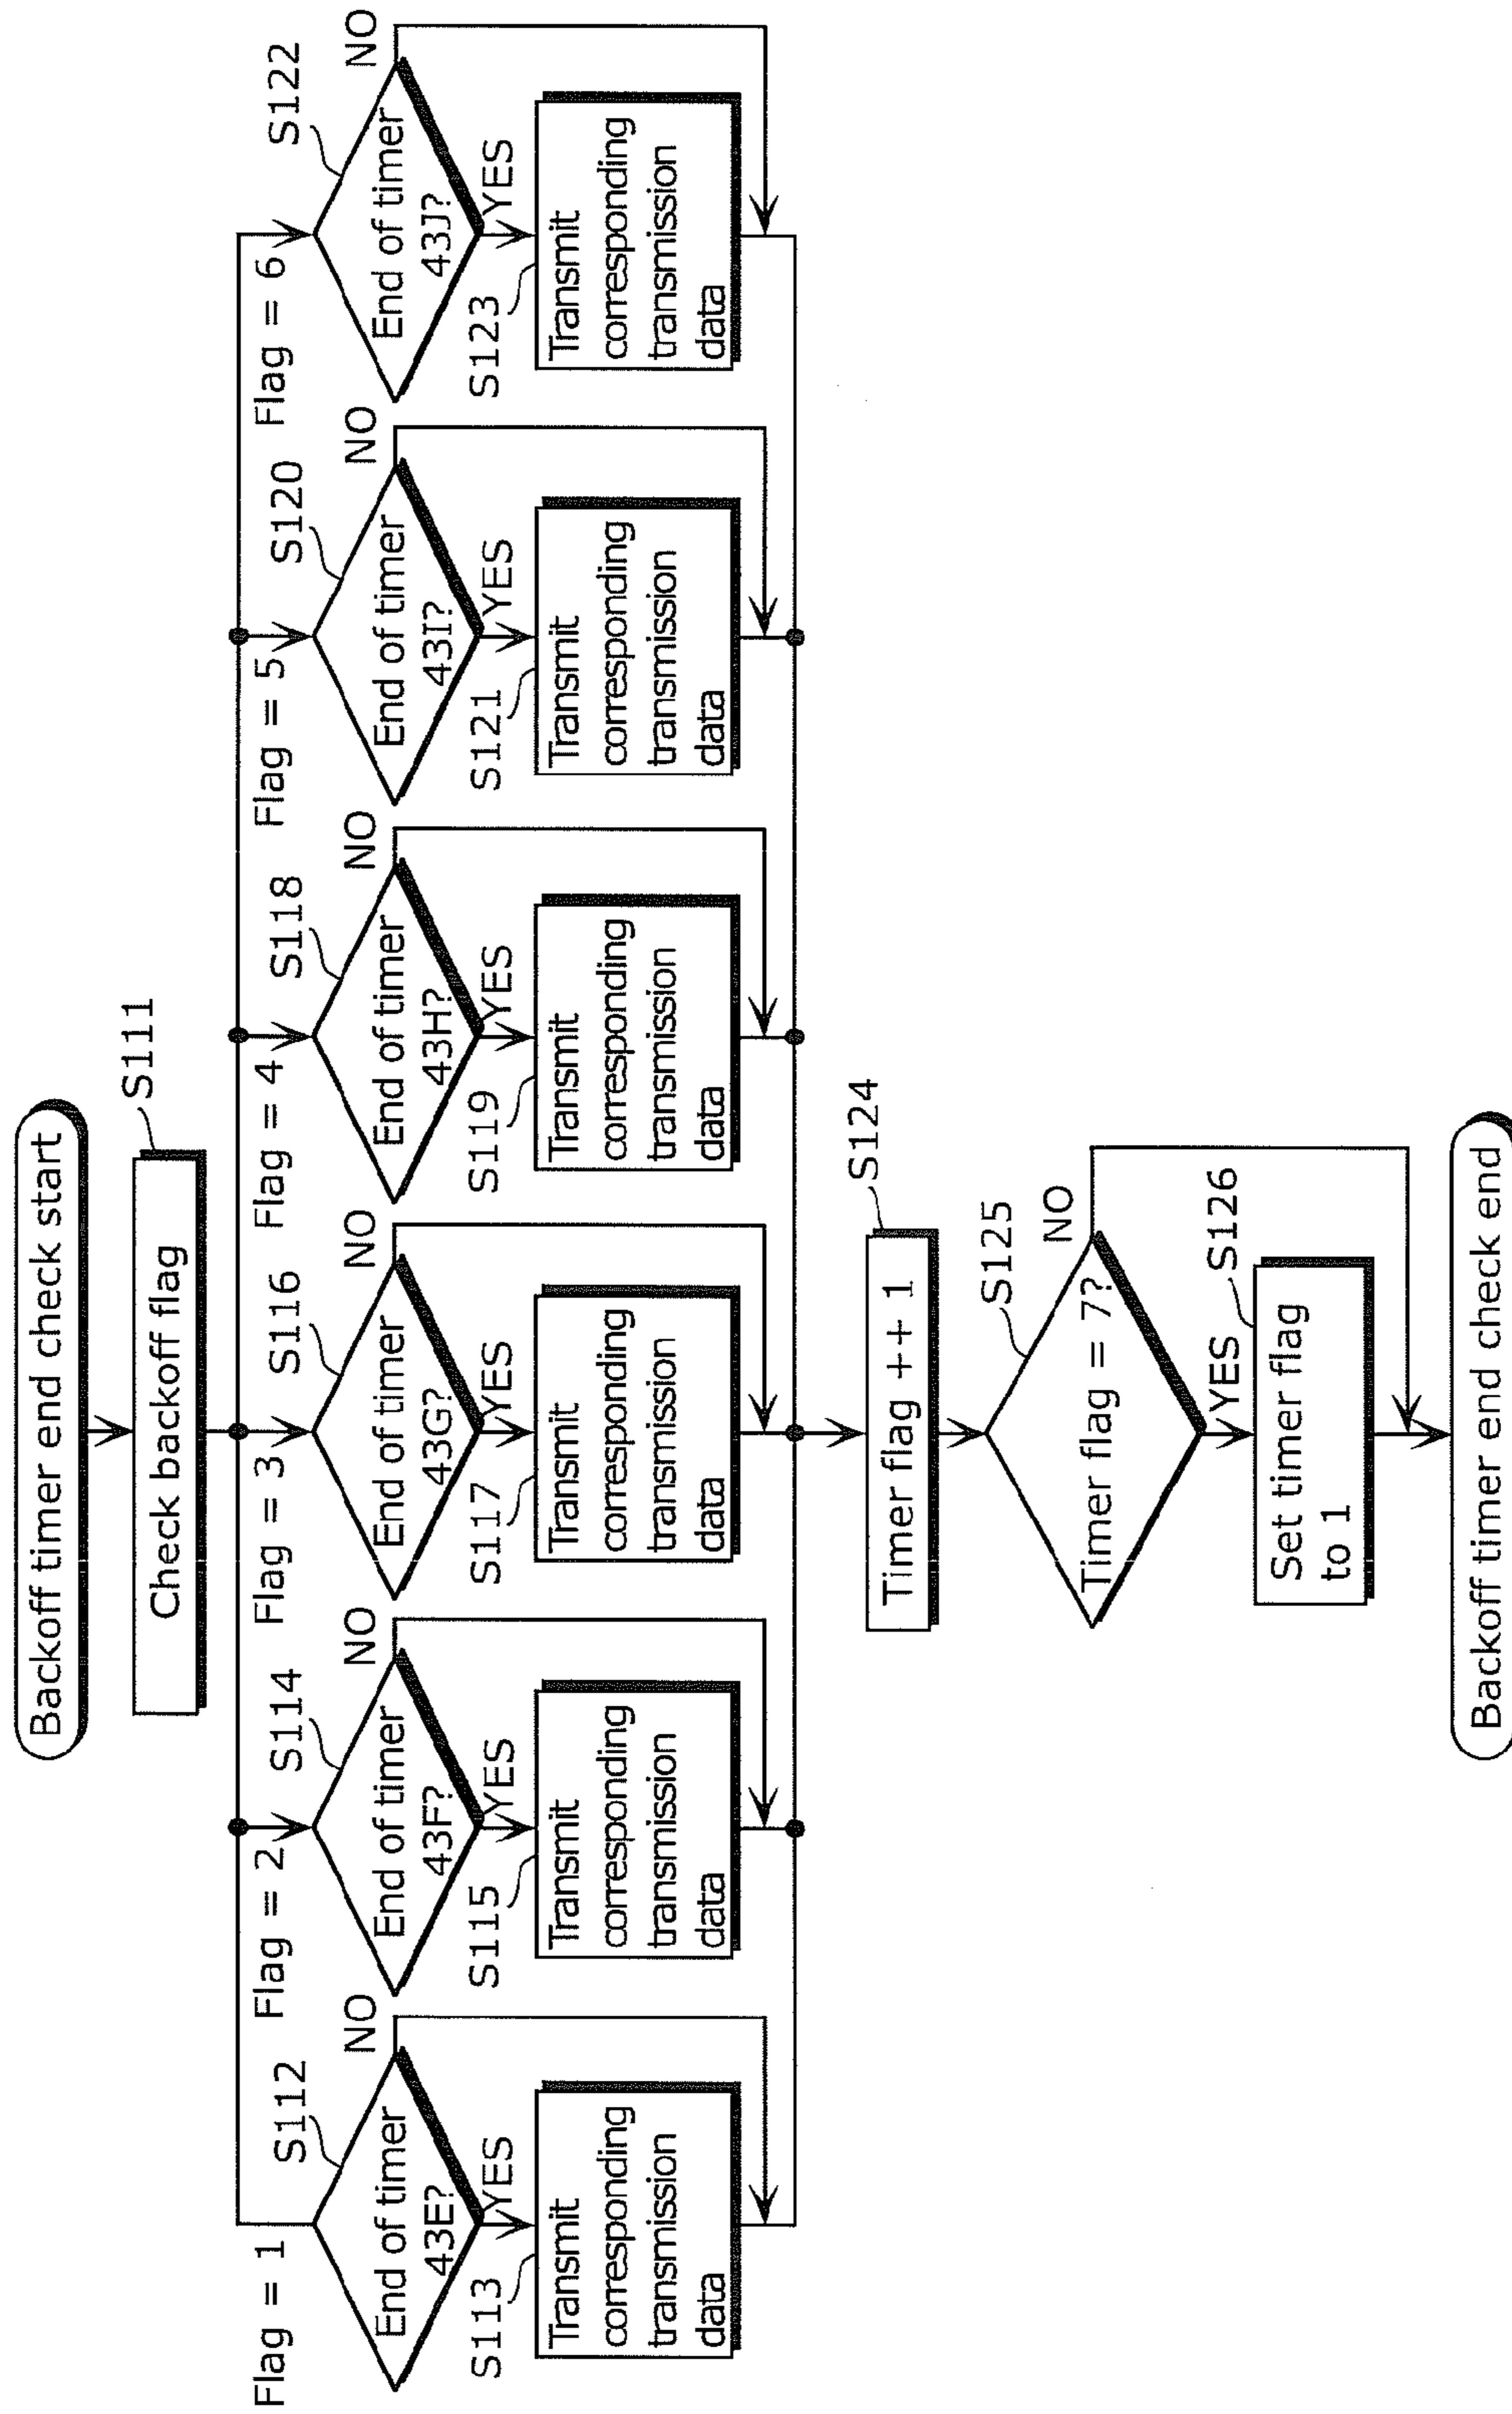 Backoff timer end check start
Check backoff flag
S111
Flag = 1
Flag = 2
Flag = 3
Flag = 4
Flag = 5
Flag = 6
S112
End of timer
43E?
NO
YES
S113
Transmit
corresponding
transmission
data
S114
End of timer
43F?
NO
YES
S115
Transmit
corresponding
transmission
data
S116
End of timer
43G?
NO
YES
S117
Transmit
corresponding
transmission
data
S118
End of timer
43H?
NO
YES
S119
Transmit
corresponding
transmission
data
S120
End of timer
43I?
NO
YES
S121
Transmit
corresponding
transmission
data
S122
End of timer
43J?
NO
YES
S123
Transmit
corresponding
transmission
data
Timer flag ++ 1
S124
S125
Timer flag = 7?
NO
YES
S126
Set timer flag
to 1
Backoff timer end check end